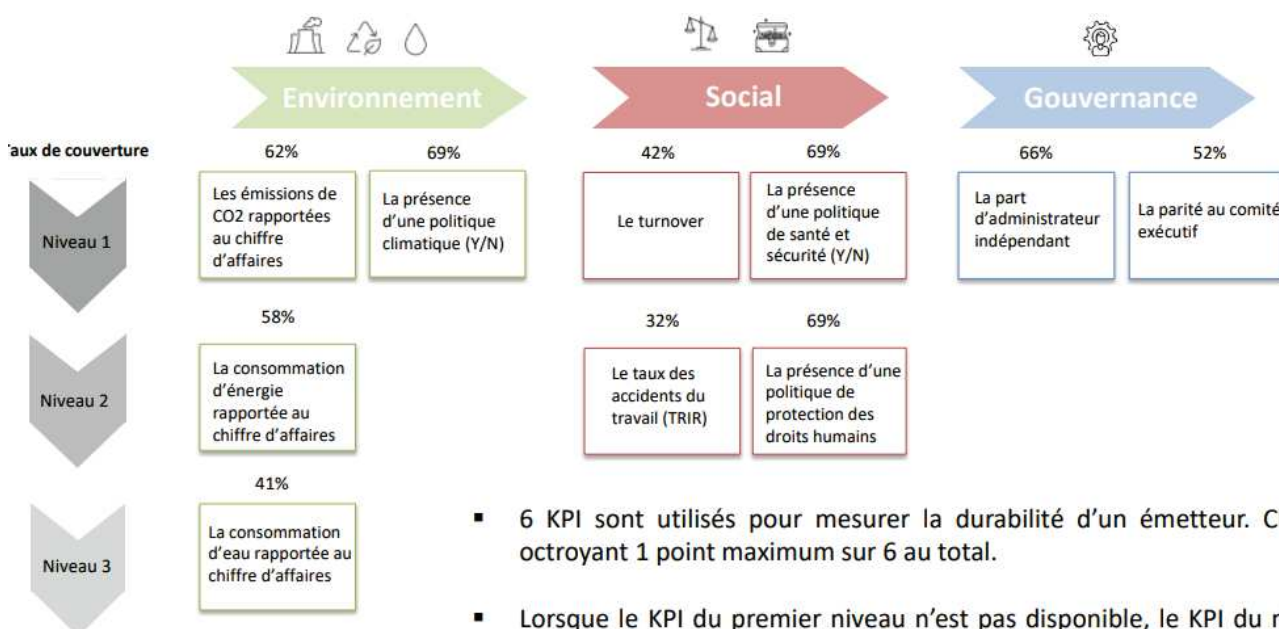 Environnement
Social
Gouvernance
aux de couverture
62%
69%
42%
69%
66%
52%
Niveau 1
Les émissions de
CO2 rapportées
au chiffre
d'affaires
La présence
d'une politique
climatique (Y/N)
Le turnover
La présence
d'une politique
de santé et
sécurité (Y/N)
La part
d'administrateur
indépendant
La parité au comité
exécutif
58%
32%
69%
Niveau 2
La consommation
d'énergie
rapportée au
chiffre d'affaires
Le taux des
accidents du
travail (TRIR)
La présence d'une
politique de
protection des
droits humains
41%
Niveau 3
La consommation
d'eau rapportée au
chiffre d'affaires
▪ 6 KPI sont utilisés pour mesurer la durabilité d'un émetteur. C
octroyant 1 point maximum sur 6 au total.
▪ Lorsque le KPI du premier niveau n'est pas disponible, le KPI du